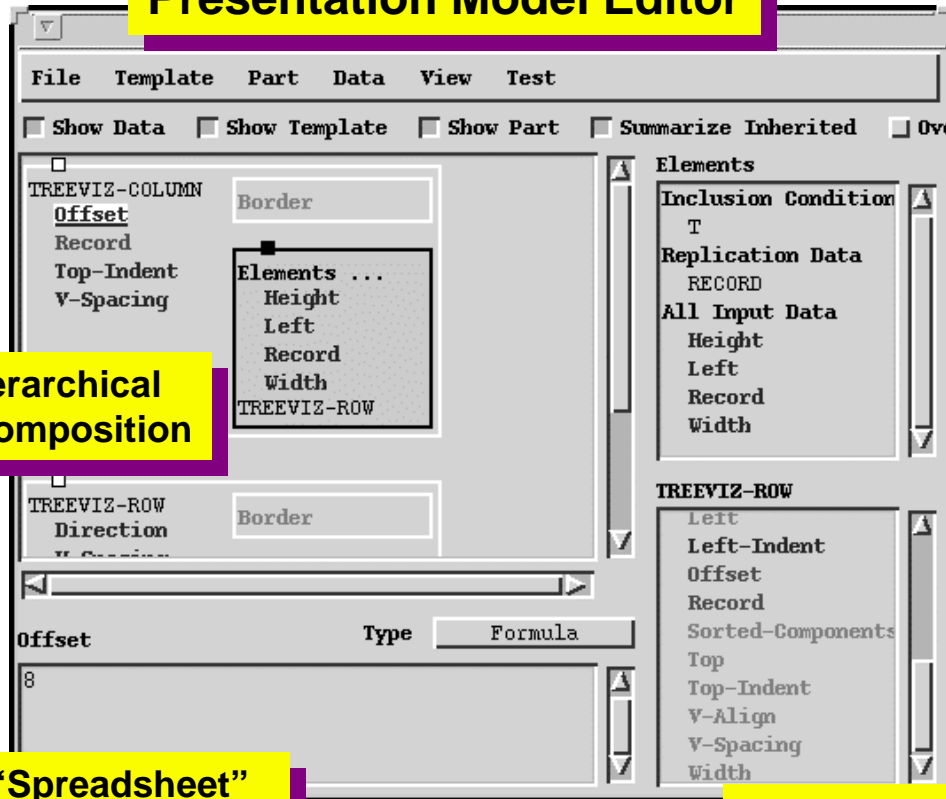 Presentation Model Editor
File Template Part Data View Test
Show Data Show Template Show Part Summarize Inherited
TREEVIZ-COLUMN
Offset
Record
Top-Indent
V-Spacing
Border
Elements ...
Height
Left
Record
Width
TREEVIZ-ROW
TREEVIZ-ROW
Direction
Border
Elements
Inclusion Condition
T
Replication Data
RECORD
All Input Data
Height
Left
Record
Width
TREEVIZ-ROW
Left
Left-Indent
Offset
Record
Sorted-Components
Top
Top-Indent
V-Align
V-Spacing
Width
Offset Type Formula
8
“Spreadsheet”